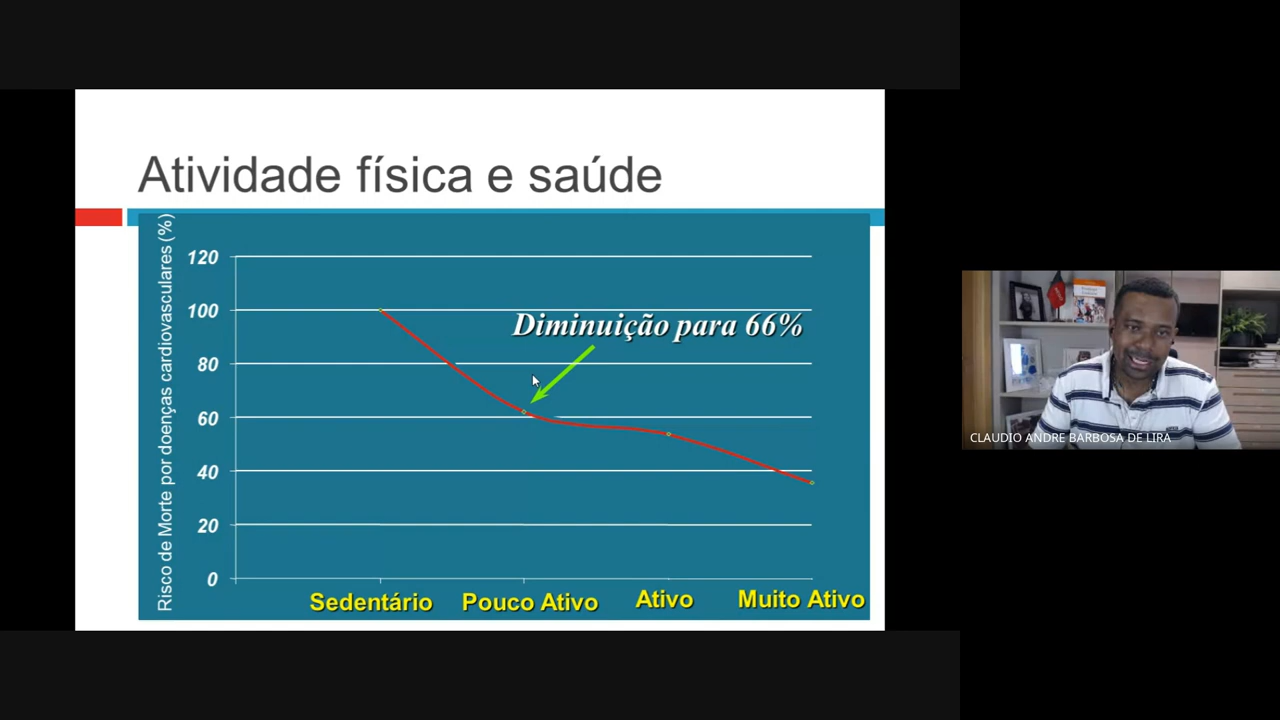 Atividade física e saúde
Risco de Morte por doenças cardiovasculares (%)
120
100
80
60
40
20
0
Diminuição para 66%
Sedentário Pouco Ativo Ativo Muito Ativo
CLAUDIO ANDRE BARBOSA DE LIRA